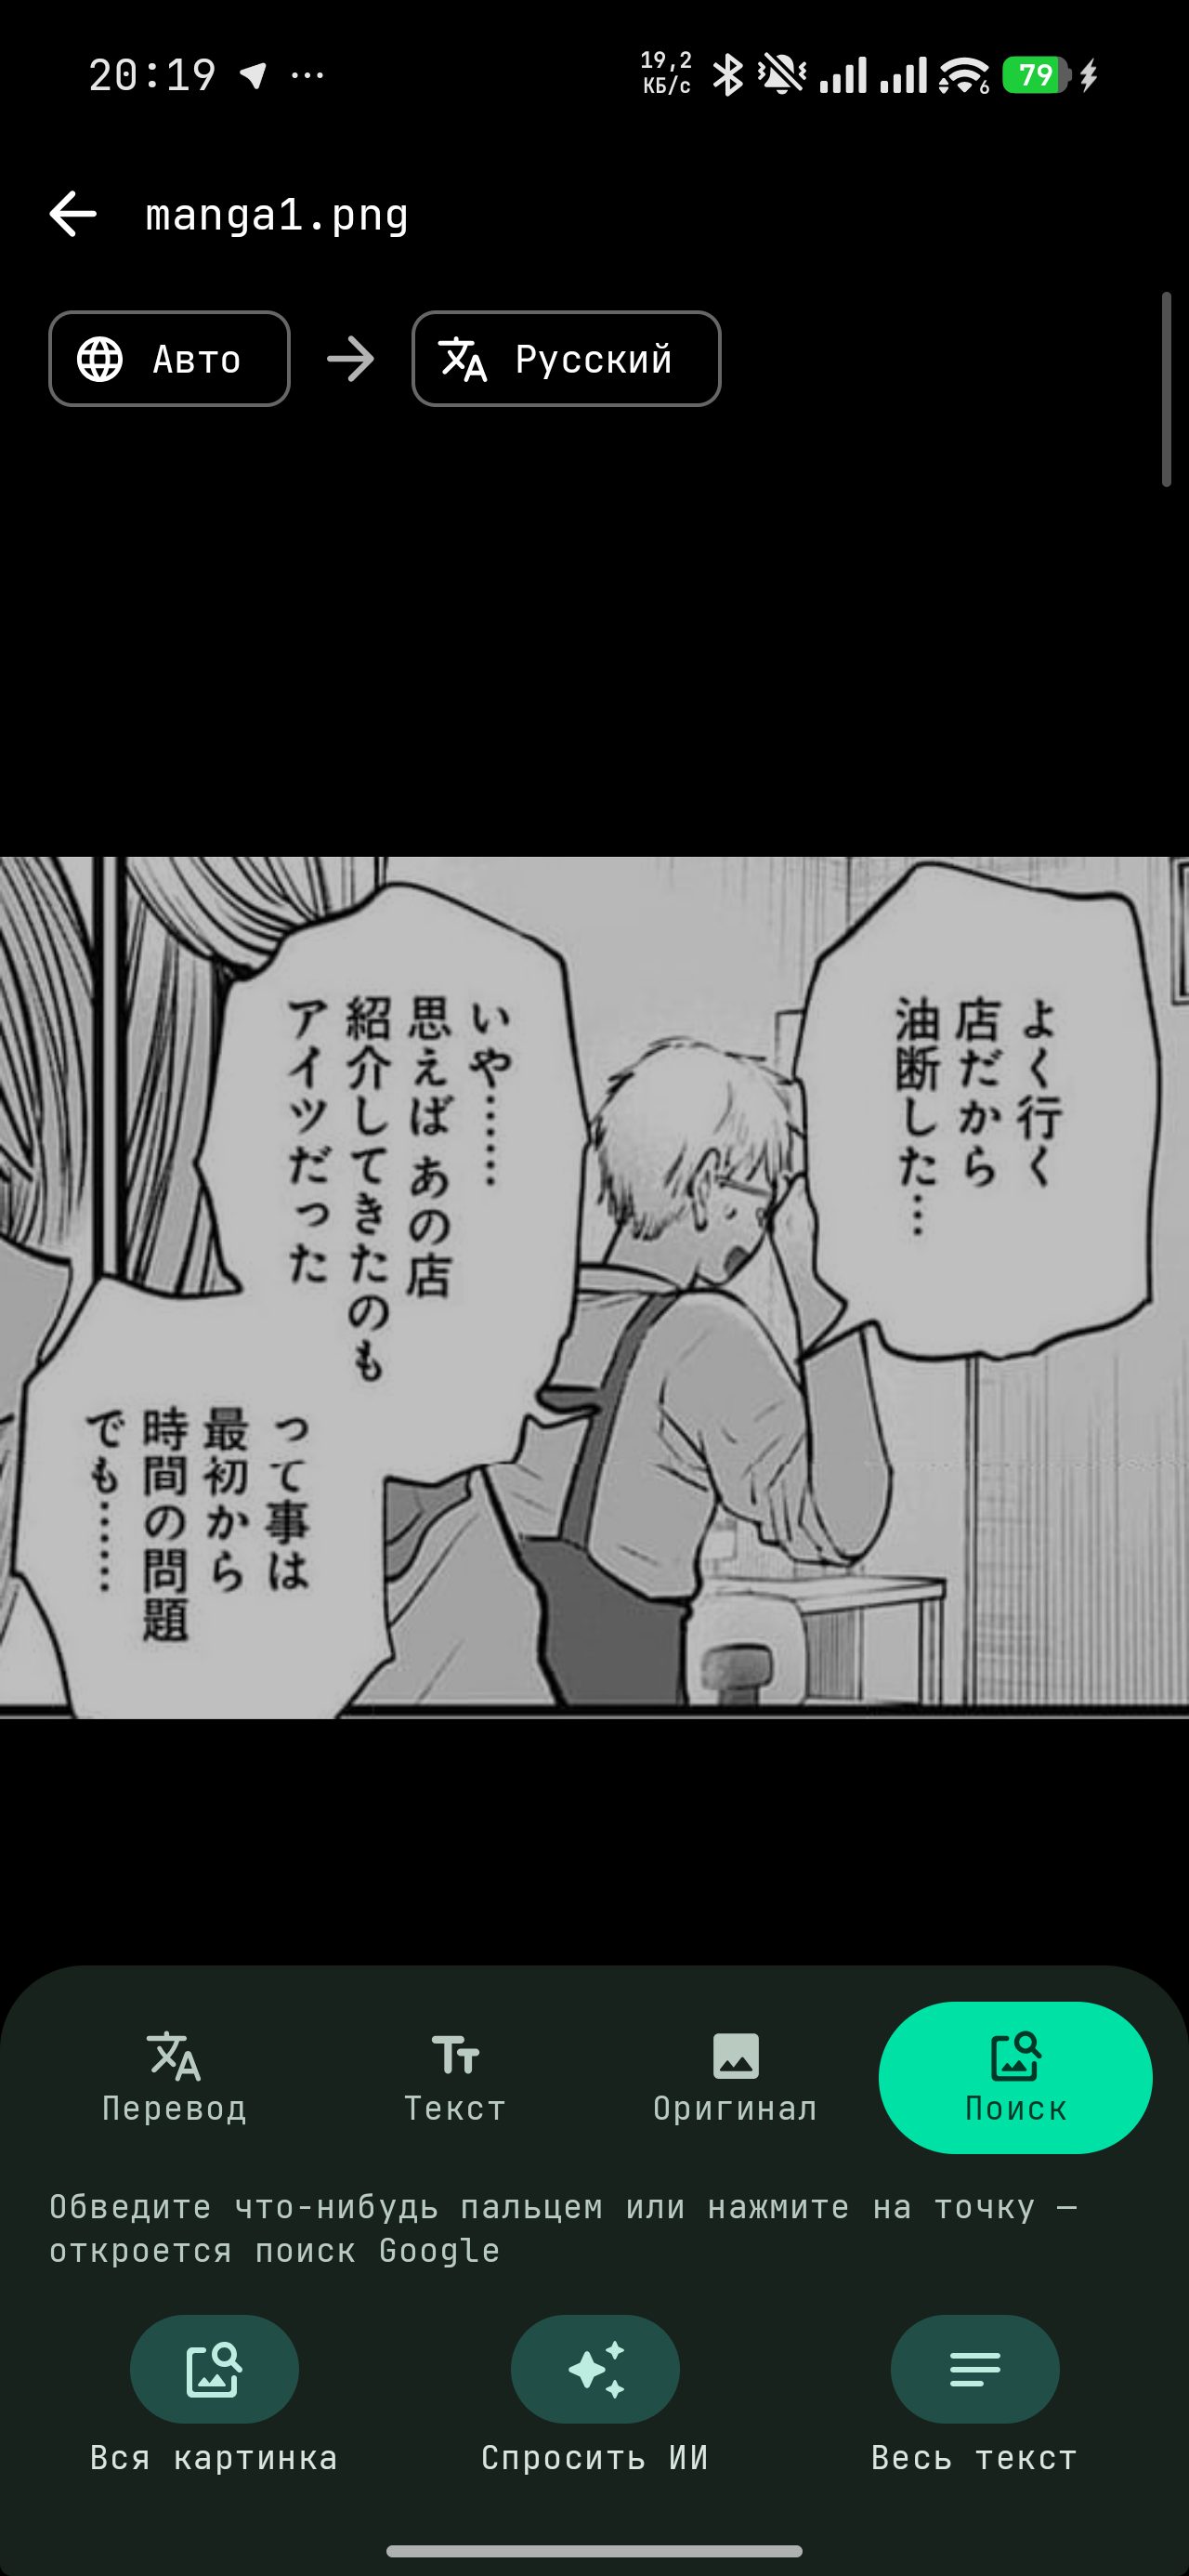 20:19
19,2
КБ/с
6
79
manga1.png
Авто
Русский
よく行く
店だから
油断した…
いや……
思えば あの店
紹介してきたのも
アイツだった
って事は
最初から
時間の問題
でも……
Перевод
Текст
Оригинал
Поиск
Обведите что-нибудь пальцем или нажмите на точку —
откроется поиск Google
Вся картинка
Спросить ИИ
Весь текст